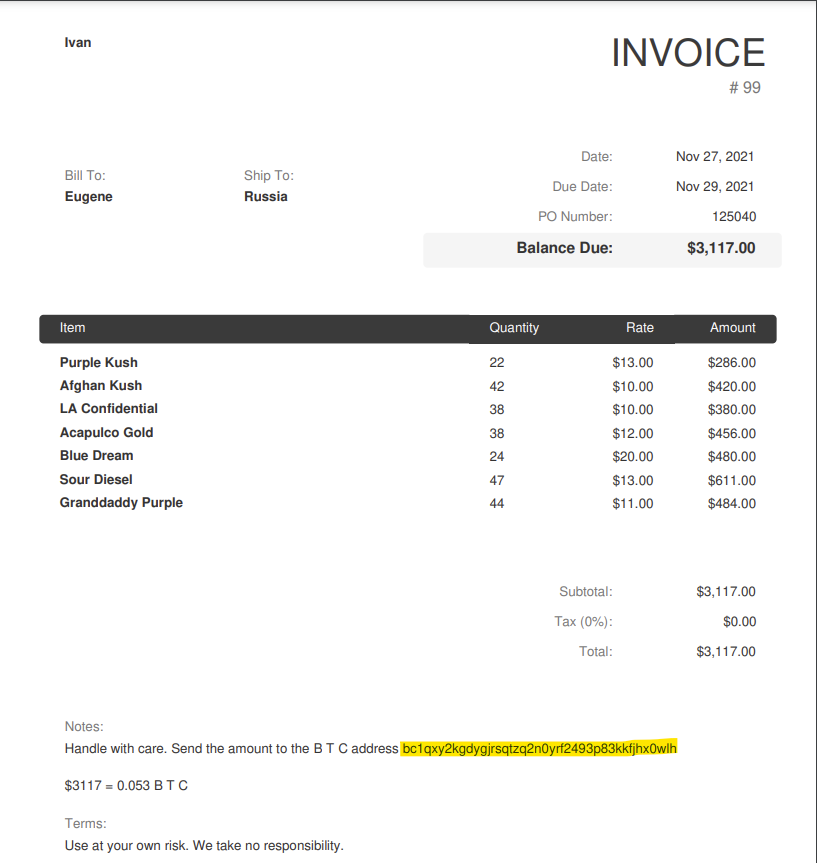 Ivan
INVOICE
# 99
Date: Nov 27, 2021
Bill To: Ship To:
Due Date: Nov 29, 2021
Eugene Russia
PO Number: 125040
Balance Due: $3,117.00
Item Quantity Rate Amount
Purple Kush 22 $13.00 $286.00
Afghan Kush 42 $10.00 $420.00
LA Confidential 38 $10.00 $380.00
Acapulco Gold 38 $12.00 $456.00
Blue Dream 24 $20.00 $480.00
Sour Diesel 47 $13.00 $611.00
Granddaddy Purple 44 $11.00 $484.00
Subtotal: $3,117.00
Tax (0%): $0.00
Total: $3,117.00
Notes:
Handle with care. Send the amount to the B T C address bc1qxy2kgdygjrsqtzq2n0yrf2493p83kkfjhx0wlh
$3117 = 0.053 B T C
Terms:
Use at your own risk. We take no responsibility.